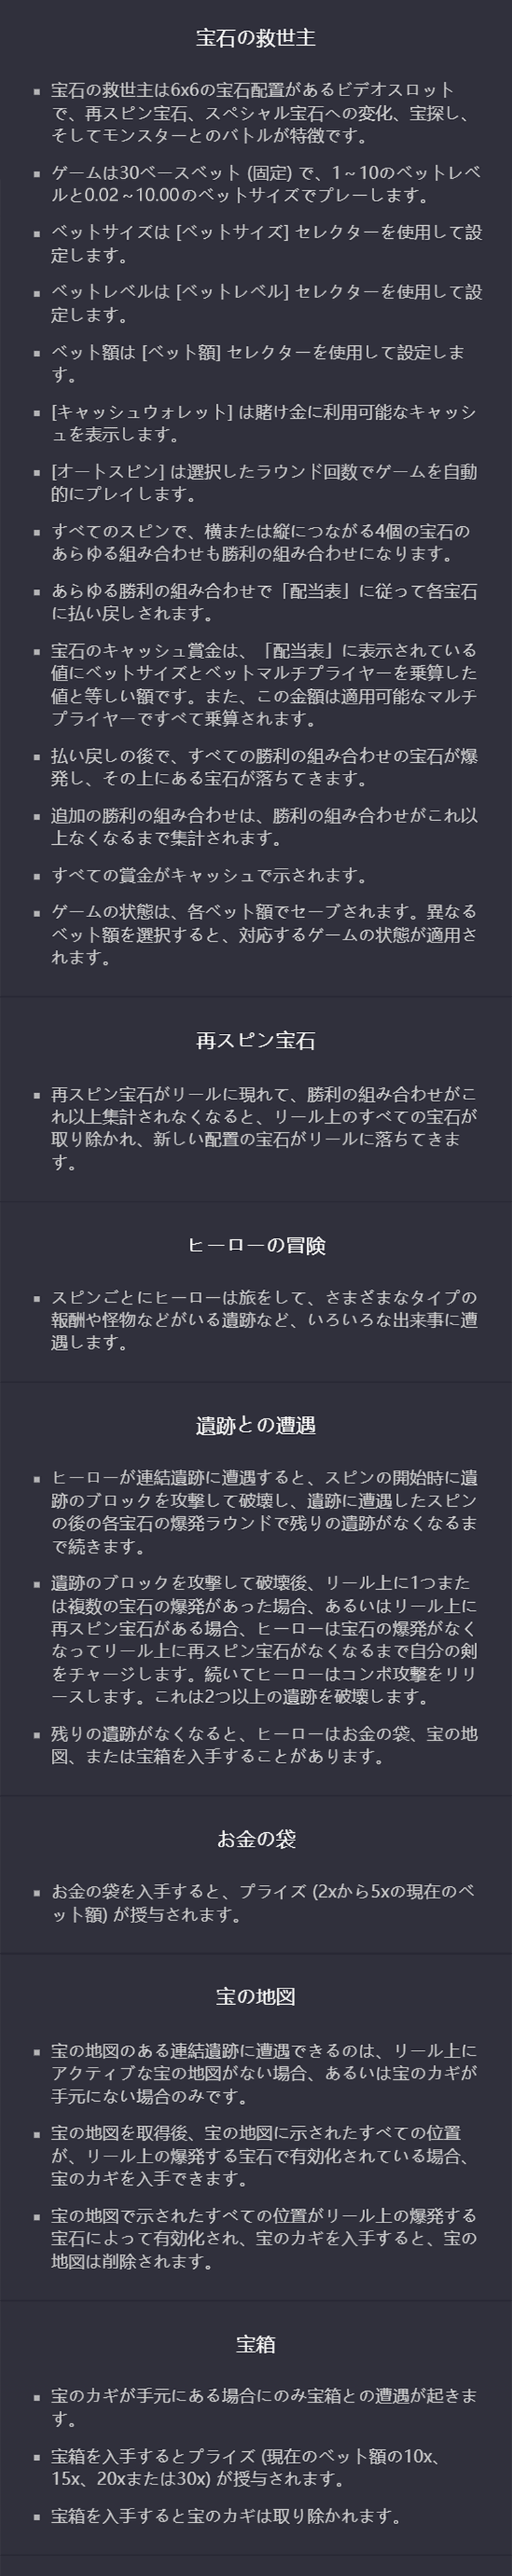 宝石の救世主
▪ 宝石の救世主は6x6の宝石配置があるビデオスロット
で、再スピン宝石、スペシャル宝石への変化、宝探し、
そしてモンスターとのバトルが特徴です。
▪ ゲームは30ベースベット (固定) で、1～10のベットレベ
ルと0.02～10.00のベットサイズでプレーします。
▪ ベットサイズは [ベットサイズ] セレクターを使用して設
定します。
▪ ベットレベルは [ベットレベル] セレクターを使用して設
定します。
▪ ベット額は [ベット額] セレクターを使用して設定しま
す。
▪ [キャッシュウォレット] は賭け金に利用可能なキャッシ
ュを表示します。
▪ [オートスピン] は選択したラウンド回数でゲームを自動
的にプレイします。
▪ すべてのスピンで、横または縦につながる4個の宝石の
あらゆる組み合わせも勝利の組み合わせになります。
▪ あらゆる勝利の組み合わせで「配当表」に従って各宝石
に払い戻しされます。
▪ 宝石のキャッシュ賞金は、「配当表」に表示されている
値にベットサイズとベットマルチプライヤーを乗算した
値と等しい額です。また、この金額は適用可能なマルチ
プライヤーですべて乗算されます。
▪ 払い戻しの後で、すべての勝利の組み合わせの宝石が爆
発し、その上にある宝石が落ちてきます。
▪ 追加の勝利の組み合わせは、勝利の組み合わせがこれ以
上なくなるまで集計されます。
▪ すべての賞金がキャッシュで示されます。
▪ ゲームの状態は、各ベット額でセーブされます。異なる
ベット額を選択すると、対応するゲームの状態が適用さ
れます。
再スピン宝石
▪ 再スピン宝石がリールに現れて、勝利の組み合わせがこ
れ以上集計されなくなると、リール上のすべての宝石が
取り除かれ、新しい配置の宝石がリールに落ちてきま
す。
ヒーローの冒険
▪ スピンごとにヒーローは旅をして、さまざまなタイプの
報酬や怪物などがいる遺跡など、いろいろな出来事に遭
遇します。
遺跡との遭遇
▪ ヒーローが連結遺跡に遭遇すると、スピンの開始時に遺
跡のブロックを攻撃して破壊し、遺跡に遭遇したスピン
の後の各宝石の爆発ラウンドで残りの遺跡がなくなるま
で続きます。
▪ 遺跡のブロックを攻撃して破壊後、リール上に1つまた
は複数の宝石の爆発があった場合、あるいはリール上に
再スピン宝石がある場合、ヒーローは宝石の爆発がなく
なってリール上に再スピン宝石がなくなるまで自分の剣
をチャージします。続いてヒーローはコンボ攻撃をリリ
ースします。これは2つ以上の遺跡を破壊します。
▪ 残りの遺跡がなくなると、ヒーローはお金の袋、宝の地
図、または宝箱を入手することがあります。
お金の袋
▪ お金の袋を入手すると、プライズ (2xから5xの現在のベ
ット額) が授与されます。
宝の地図
▪ 宝の地図のある連結遺跡に遭遇できるのは、リール上に
アクティブな宝の地図がない場合、あるいは宝のカギが
手元にない場合のみです。
▪ 宝の地図を取得後、宝の地図に示されたすべての位置
が、リール上の爆発する宝石で有効化されている場合、
宝のカギを入手できます。
▪ 宝の地図で示されたすべての位置がリール上の爆発する
宝石によって有効化され、宝のカギを入手すると、宝の
地図は削除されます。
宝箱
▪ 宝のカギが手元にある場合にのみ宝箱との遭遇が起きま
す。
▪ 宝箱を入手するとプライズ (現在のベット額の10x、
15x、20xまたは30x) が授与されます。
▪ 宝箱を入手すると宝のカギは取り除かれます。